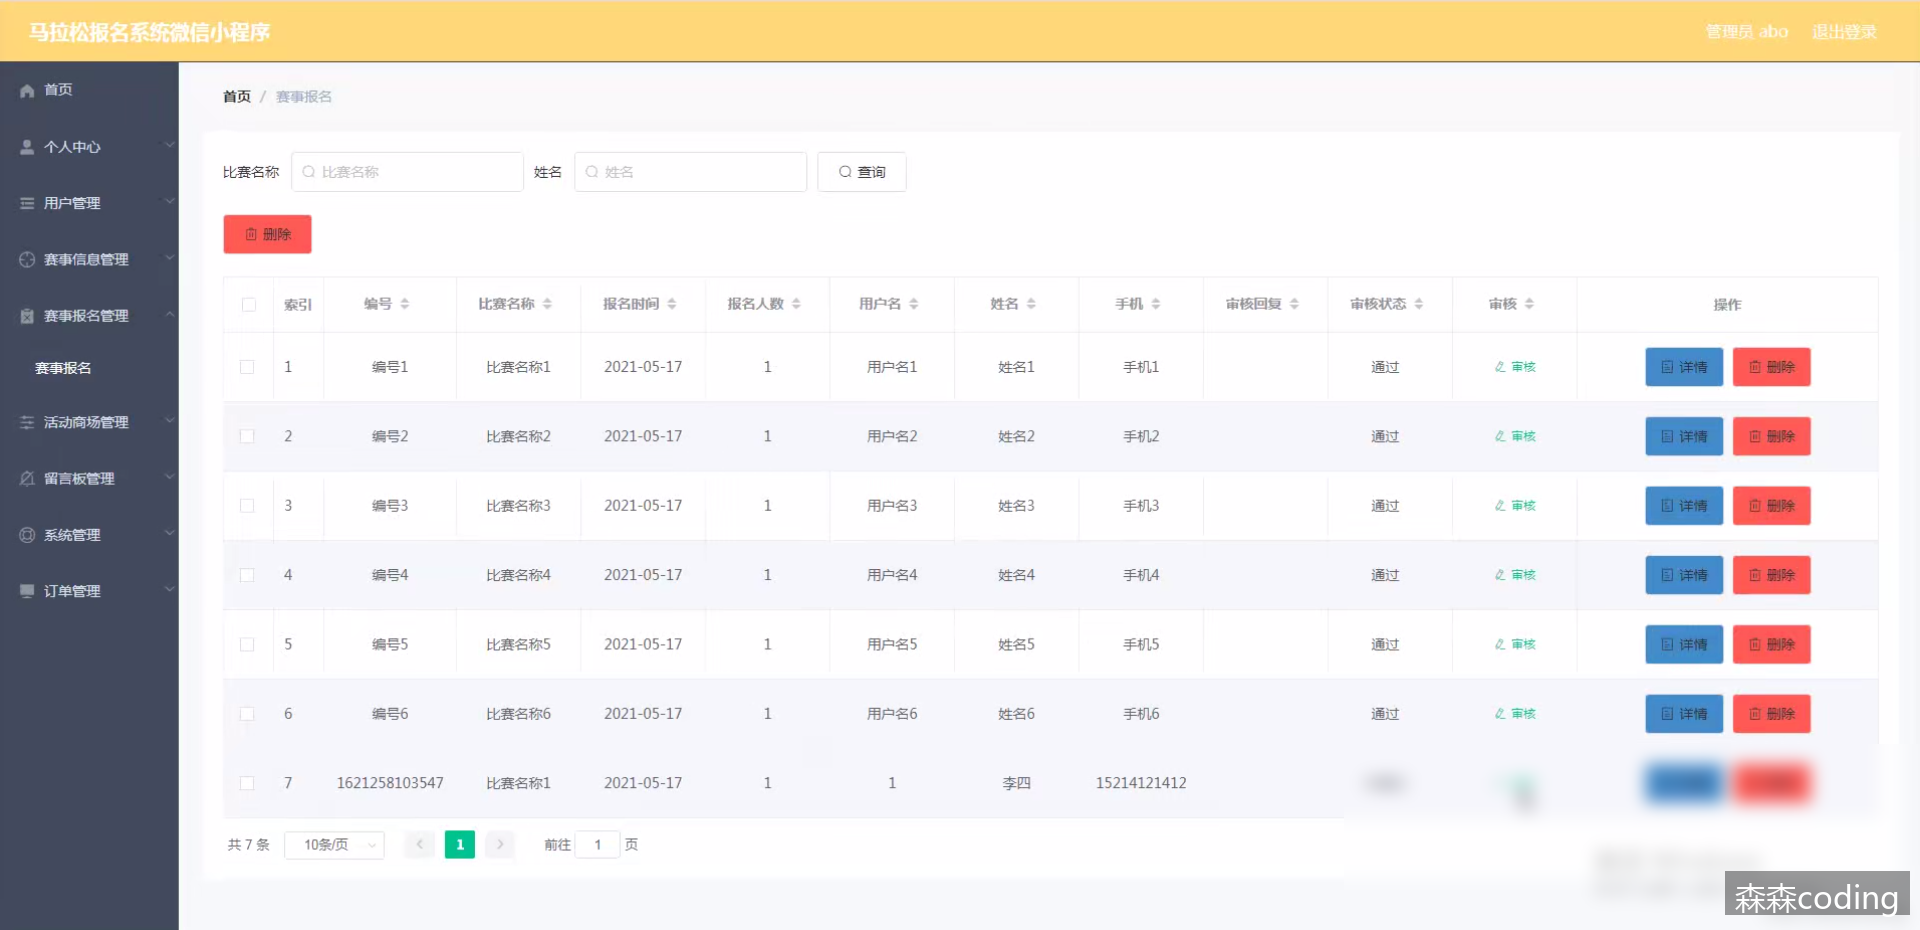 马拉松报名系统微信小程序
管理员 abo 退出登录
首页
个人中心
用户管理
赛事信息管理
赛事报名管理
赛事报名
活动商场管理
留言板管理
系统管理
订单管理
首页 / 赛事报名
比赛名称 比赛名称 姓名 姓名 查询
删除
索引 编号 比赛名称 报名时间 报名人数 用户名 姓名 手机 审核回复 审核状态 审核 操作
1 编号1 比赛名称1 2021-05-17 1 用户名1 姓名1 手机1 通过 审核 详情 删除
2 编号2 比赛名称2 2021-05-17 1 用户名2 姓名2 手机2 通过 审核 详情 删除
3 编号3 比赛名称3 2021-05-17 1 用户名3 姓名3 手机3 通过 审核 详情 删除
4 编号4 比赛名称4 2021-05-17 1 用户名4 姓名4 手机4 通过 审核 详情 删除
5 编号5 比赛名称5 2021-05-17 1 用户名5 姓名5 手机5 通过 审核 详情 删除
6 编号6 比赛名称6 2021-05-17 1 用户名6 姓名6 手机6 通过 审核 详情 删除
7 1621258103547 比赛名称1 2021-05-17 1 1 李四 15214121412
共 7 条 10条/页 1 前往 1 页
森森coding